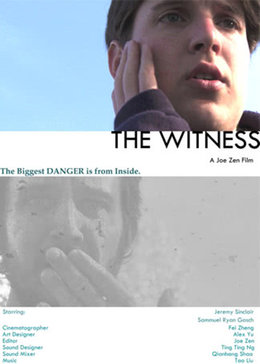 THE WITNESS
A Joe Zen Film
The Biggest DANGER is from Inside.
Starring: Jeremy Sinclair
Sammuel Ryan Gosch
Cinematographer Fei Zheng
Art Designer Alex Yu
Editor Joe Zen
Sound Designer Ting Ting Ng
Sound Mixer Qianbang Shao
Music Tao Liu